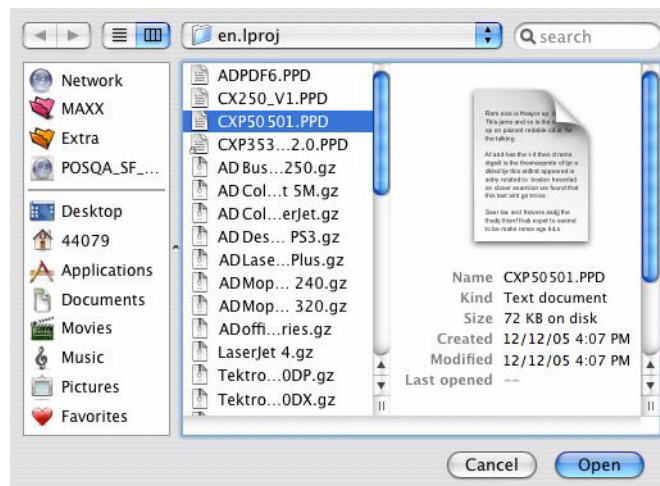 en.lproj
search
Network
MAXX
Extra
POSQA_SF_...
Desktop
44079
Applications
Documents
Movies
Music
Pictures
Favorites
ADPDF6.PPD
CX250_V1.PPD
CXP50501.PPD
CXP353...2.0.PPD
AD Bus...250.gz
AD Col...t 5M.gz
AD Col...erJet.gz
AD Des... PS3.gz
AD Lase...Plus.gz
AD Mop... 240.gz
AD Mop... 320.gz
ADoffi...ries.gz
LaserJet 4.gz
Tektro...0DP.gz
Tektro...0DX.gz
Name CXP50501.PPD
Kind Text document
Size 72 KB on disk
Created 12/12/05 4:07 PM
Modified 12/12/05 4:07 PM
Last opened --
Cancel
Open